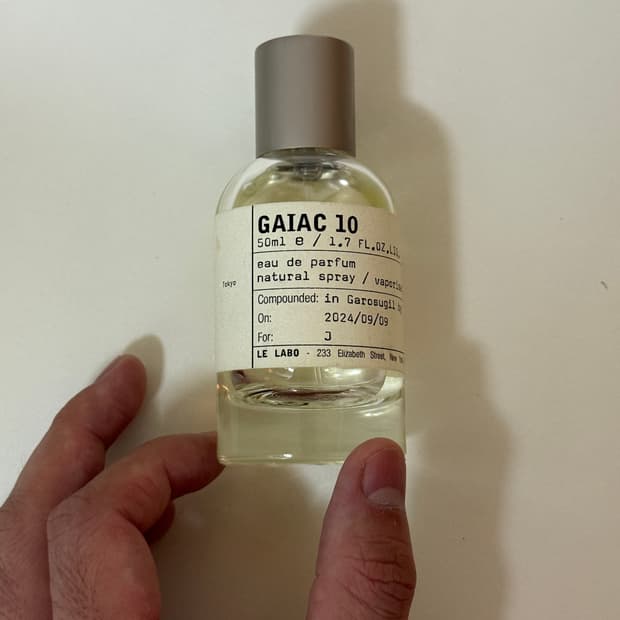 GAIAC 10
50ml e / 1.7 FL.OZ.LIQ.
eau de parfum
natural spray /
Tokyo
Compounded: in Garosugil
On: 2024/09/09
For: J
LE LABO - 233 Elizabeth Street, New